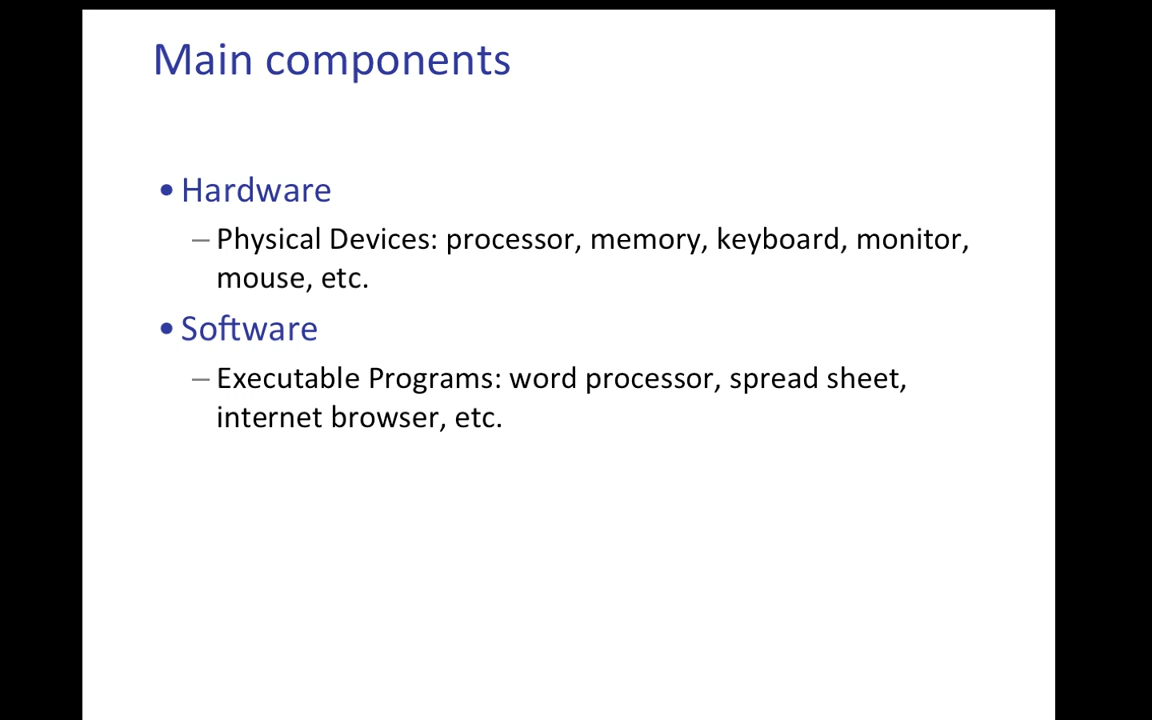 Main components
• Hardware
– Physical Devices: processor, memory, keyboard, monitor,
mouse, etc.
• Software
– Executable Programs: word processor, spread sheet,
internet browser, etc.